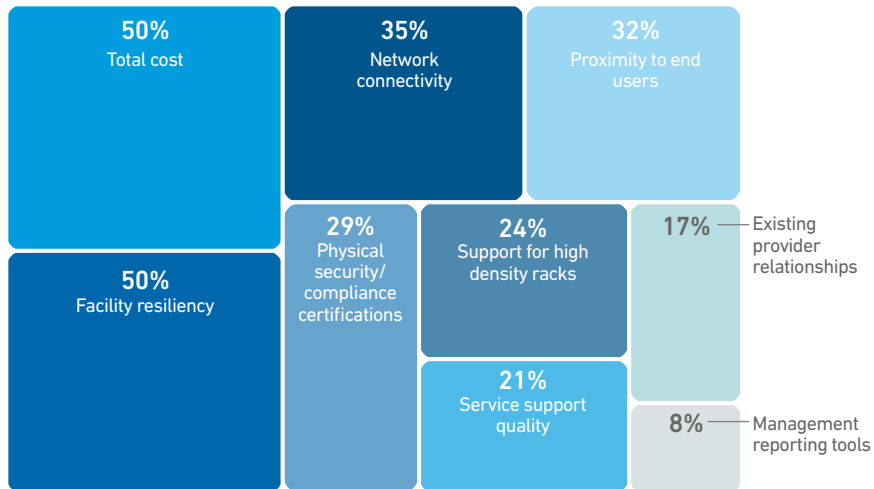 50%
Total cost
35%
Network
connectivity
32%
Proximity to end
users
50%
Facility resiliency
29%
Physical
security/
compliance
certifications
24%
Support for high
density racks
17%
Existing
provider
relationships
21%
Service support
quality
8%
Management
reporting tools